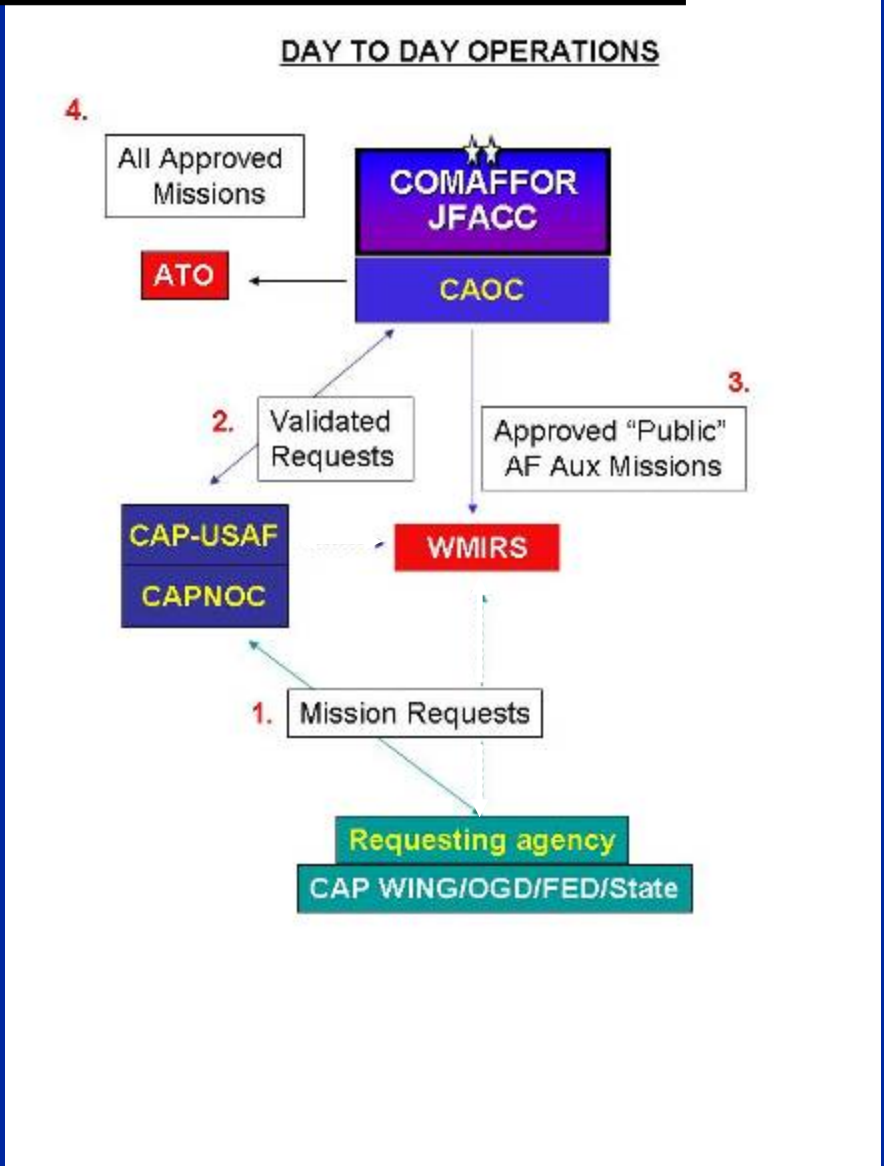 DAY TO DAY OPERATIONS
4.
All Approved
Missions
COMAFFOR
JFACC
ATO
CAOC
3.
2.
Validated
Requests
Approved “Public”
AF Aux Missions
CAP-USAF
WMIRS
CAPNOC
1.
Mission Requests
Requesting agency
CAP WING/OGD/FED/State